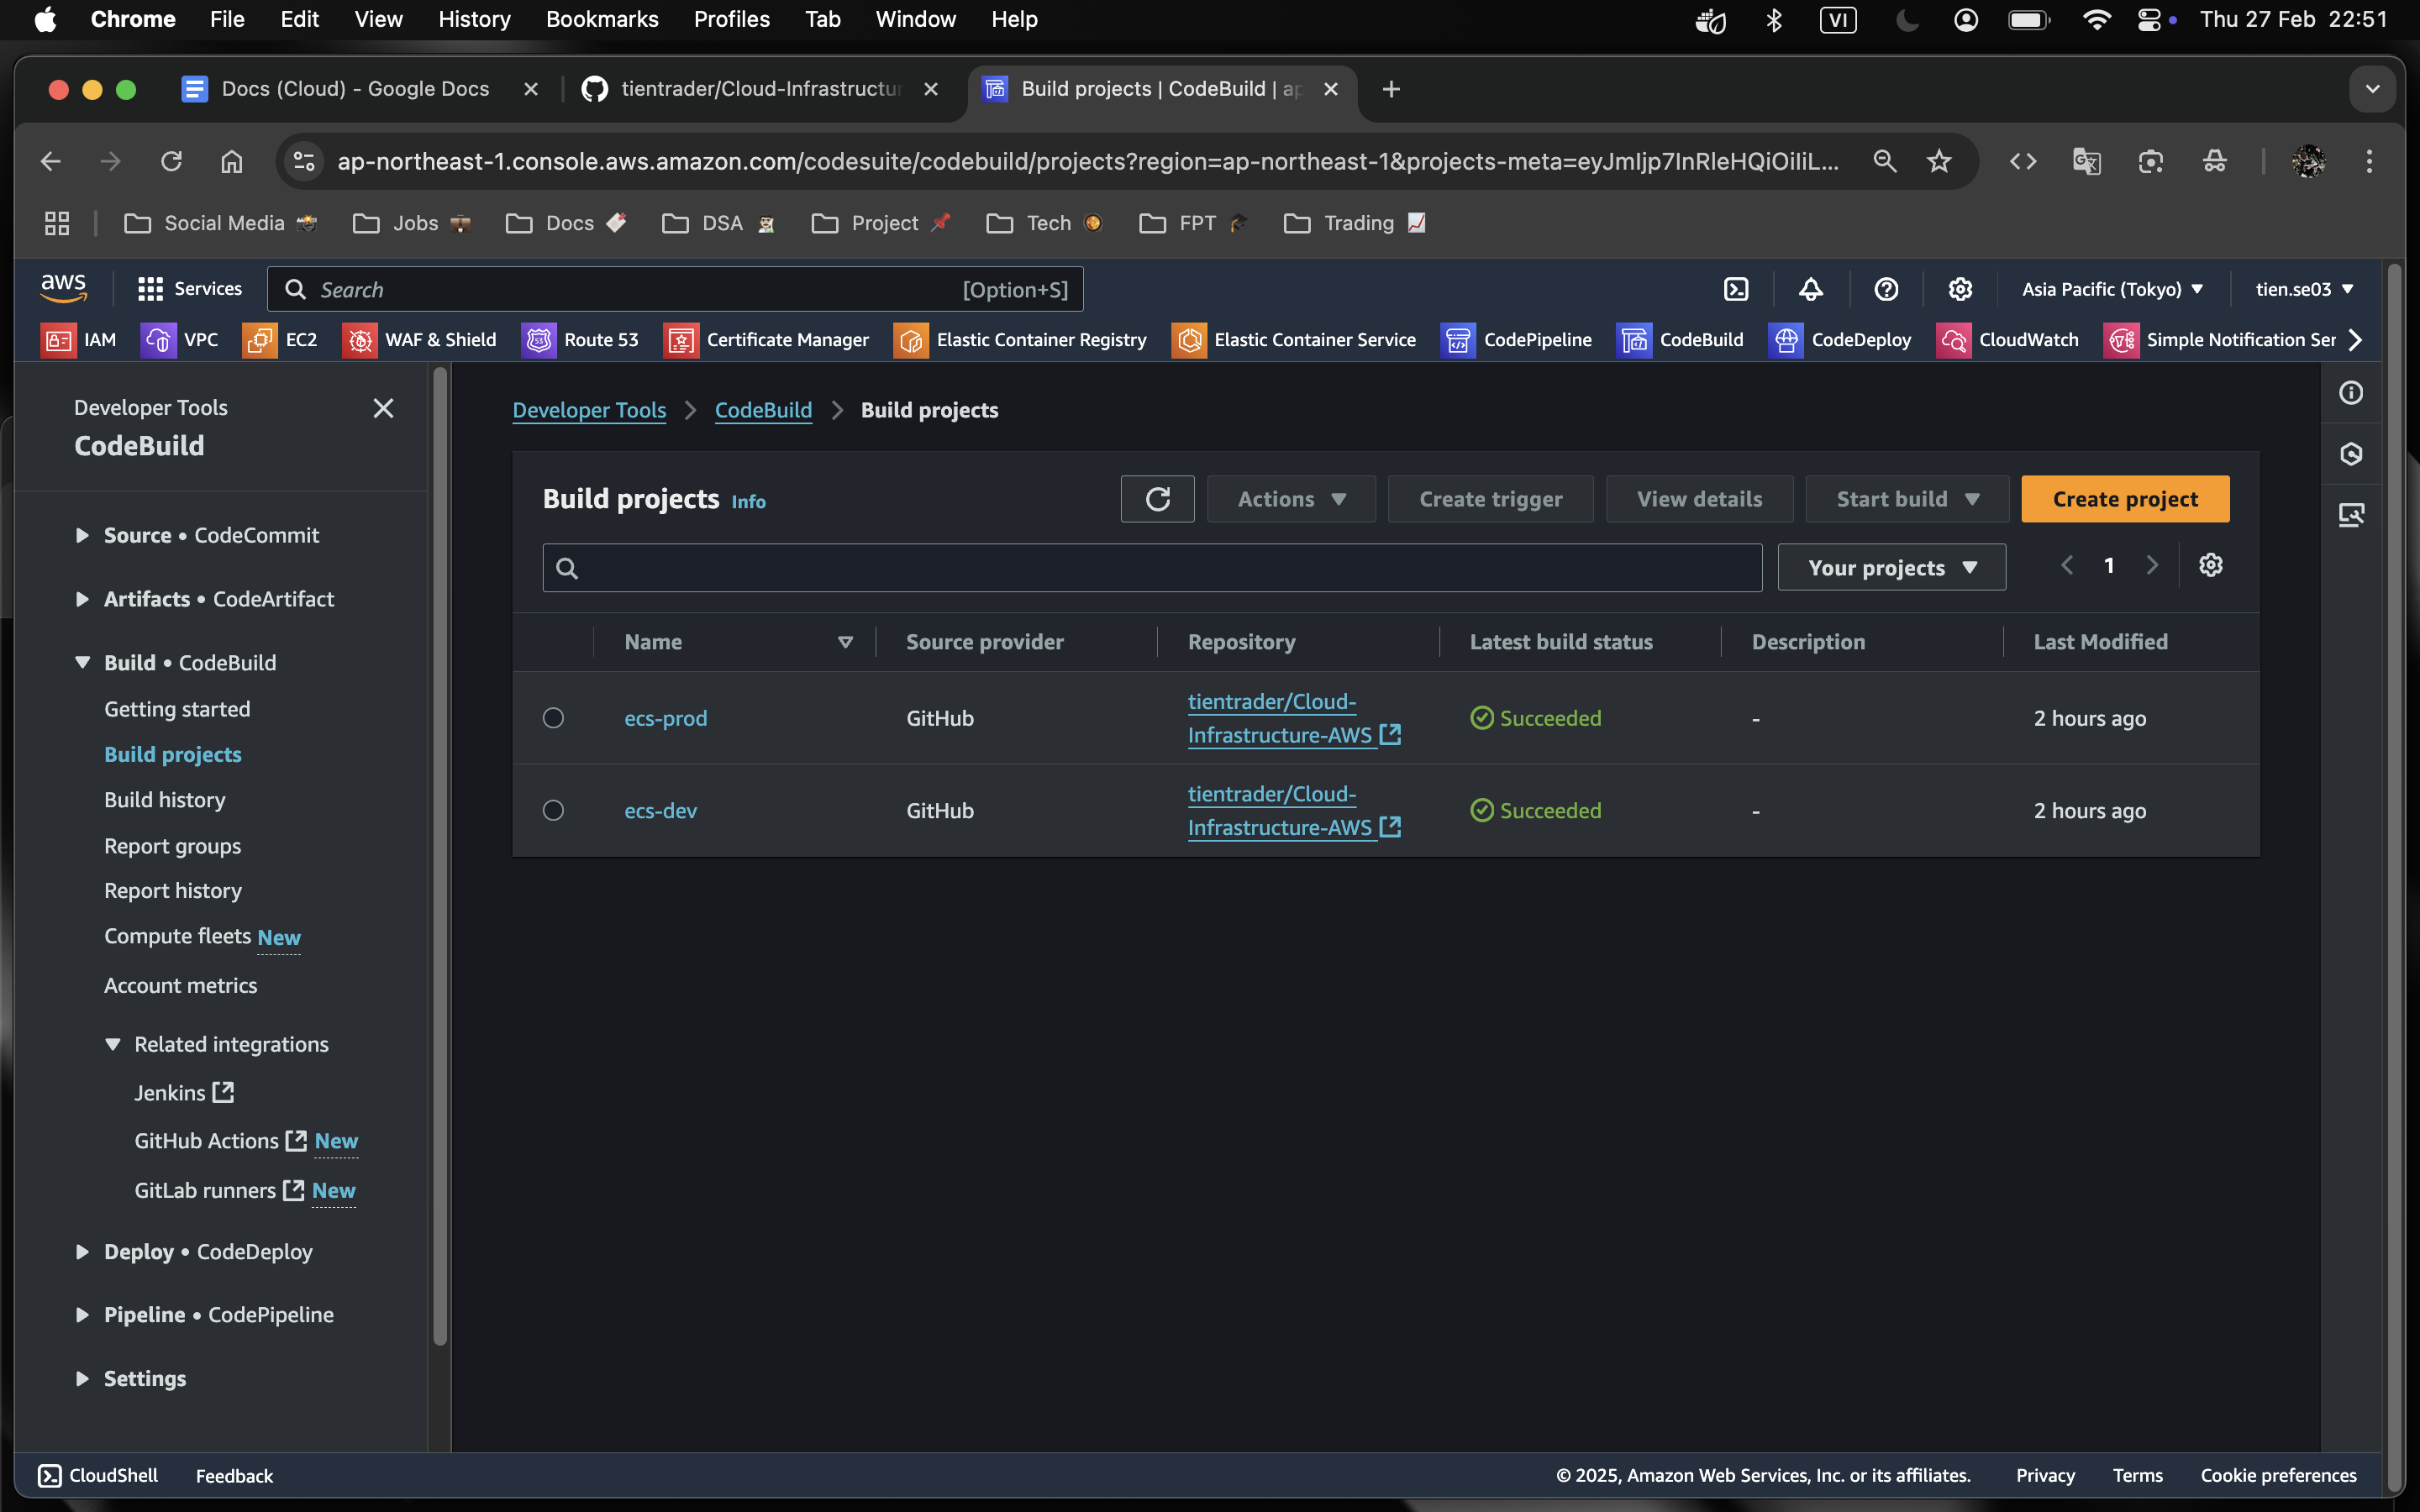 Chrome File Edit View History Bookmarks Profiles Tab Window Help VI Thu 27 Feb 22:51
Docs (Cloud) - Google Docs tientrader/Cloud-Infrastructur Build projects | CodeBuild | ap
ap-northeast-1.console.aws.amazon.com/codesuite/codebuild/projects?region=ap-northeast-1&projects-meta=eyJmIjp7InRleHQiOiIiL...
Social Media Jobs Docs DSA Project Tech FPT Trading
aws Services Search [Option+S] Asia Pacific (Tokyo) tien.se03
IAM VPC EC2 WAF & Shield Route 53 Certificate Manager Elastic Container Registry Elastic Container Service CodePipeline CodeBuild CodeDeploy CloudWatch Simple Notification Ser
Developer Tools
CodeBuild
Source • CodeCommit
Artifacts • CodeArtifact
Build • CodeBuild
Getting started
Build projects
Build history
Report groups
Report history
Compute fleets New
Account metrics
Related integrations
Jenkins
GitHub Actions New
GitLab runners New
Deploy • CodeDeploy
Pipeline • CodePipeline
Settings
Developer Tools CodeBuild Build projects
Build projects Info Actions Create trigger View details Start build Create project
Your projects 1
Name Source provider Repository Latest build status Description Last Modified
ecs-prod GitHub tientrader/Cloud-
Infrastructure-AWS Succeeded - 2 hours ago
ecs-dev GitHub tientrader/Cloud-
Infrastructure-AWS Succeeded - 2 hours ago
CloudShell Feedback © 2025, Amazon Web Services, Inc. or its affiliates. Privacy Terms Cookie preferences